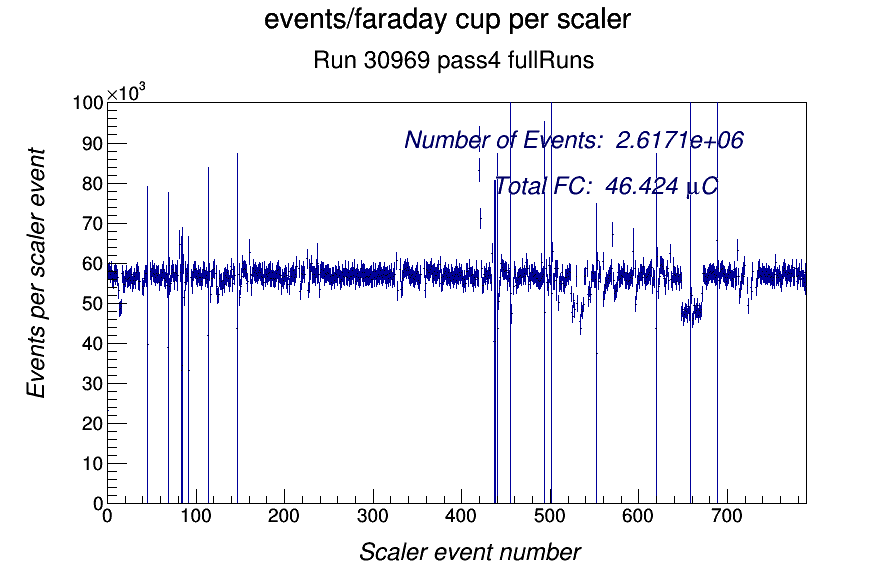 events/faraday cup per scaler
Run 30969 pass4 fullRuns
×10³
100
90
80
70
60
50
40
30
20
10
0
Events per scaler event
Number of Events: 2.6171e+06
Total FC: 46.424 μC
0 100 200 300 400 500 600 700
Scaler event number